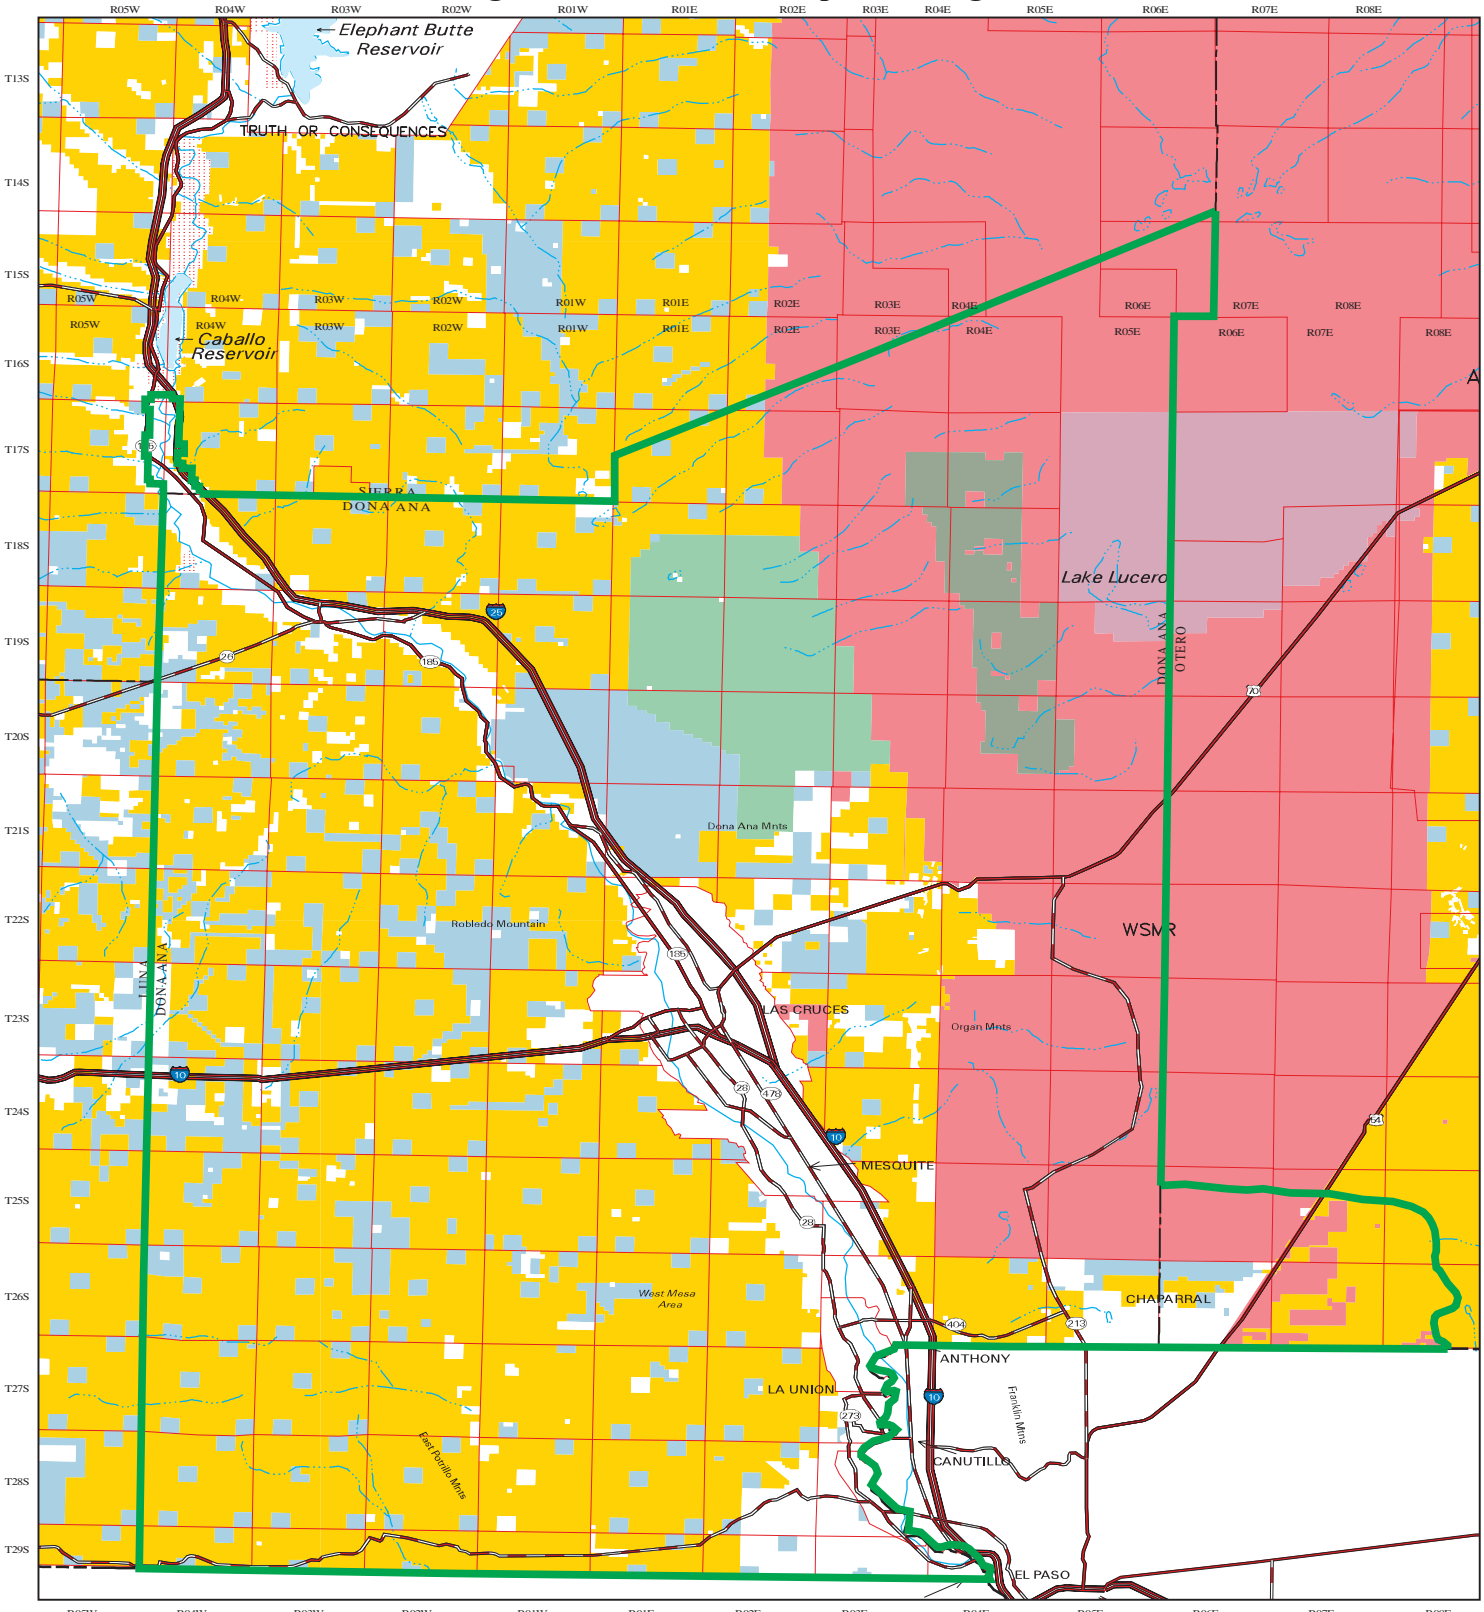 R05W R04W R03W R02W R01W R01E R02E R03E R04E R05E R06E R07E R08E
Elephant Butte
Reservoir
T13S
TRUTH OR CONSEQUENCES
T14S
T15S
R05W R04W R03W R02W R01W R01E R02E R03E R04E R06E R07E R08E
R05W R04W R03W R02W R01W R01E R02E R03E R04E R05E R06E R07E R08E
Caballo
Reservoir
T16S
A
T17S
SIERRA
DONA ANA
T18S
Lake Lucero
25
T19S
26
185
DONA ANA
OTERO
70
T20S
T21S
Dona Ana Mnts
T22S
Robledo Mountain
WSMR
185
LUNA
DONA ANA
T23S
LAS CRUCES
Organ Mnts
10
28
478
T24S
10
54
MESQUITE
T25S
28
West Mesa
Area
T26S
CHAPARRAL
404
213
ANTHONY
T27S
LA UNION
10
273
Franklin Mtns
East Potrillo Mnts
CANUTILLO
T28S
T29S
EL PASO